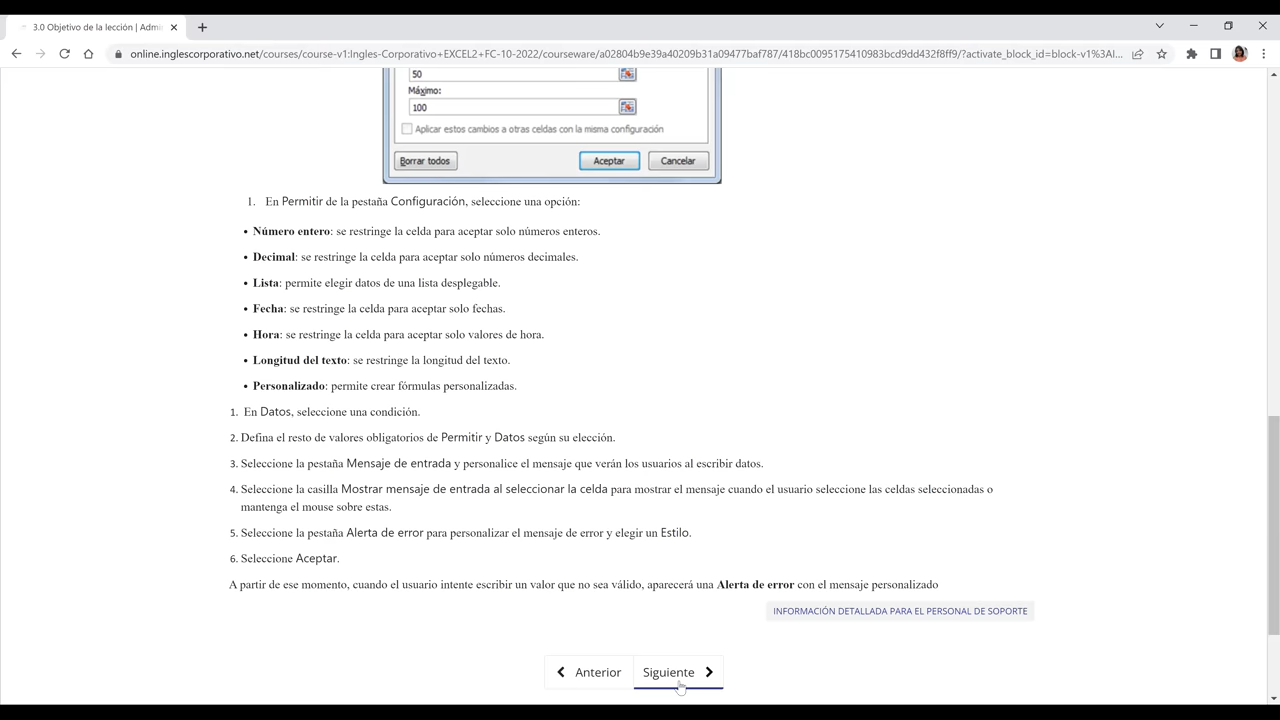 3.0 Objetivo de la lección | Admi
online.inglescorporativo.net/courses/course-v1:Ingles-Corporativo+EXCEL2+FC-10-2022/courseware/a02804b9e39a40209b31a09477baf787/418bc0095175410983bcd9dd432f8ff9/?activate_block_id=block-v1%3AI...
50
Máximo:
100
Aplicar estos cambios a otras celdas con la misma configuración
Borrar todos Aceptar Cancelar
1. En Permitir de la pestaña Configuración, seleccione una opción:
• Número entero: se restringe la celda para aceptar solo números enteros.
• Decimal: se restringe la celda para aceptar solo números decimales.
• Lista: permite elegir datos de una lista desplegable.
• Fecha: se restringe la celda para aceptar solo fechas.
• Hora: se restringe la celda para aceptar solo valores de hora.
• Longitud del texto: se restringe la longitud del texto.
• Personalizado: permite crear fórmulas personalizadas.
1. En Datos, seleccione una condición.
2. Defina el resto de valores obligatorios de Permitir y Datos según su elección.
3. Seleccione la pestaña Mensaje de entrada y personalice el mensaje que verán los usuarios al escribir datos.
4. Seleccione la casilla Mostrar mensaje de entrada al seleccionar la celda para mostrar el mensaje cuando el usuario seleccione las celdas seleccionadas o
mantenga el mouse sobre estas.
5. Seleccione la pestaña Alerta de error para personalizar el mensaje de error y elegir un Estilo.
6. Seleccione Aceptar.
A partir de ese momento, cuando el usuario intente escribir un valor que no sea válido, aparecerá una Alerta de error con el mensaje personalizado
INFORMACIÓN DETALLADA PARA EL PERSONAL DE SOPORTE
Anterior Siguiente